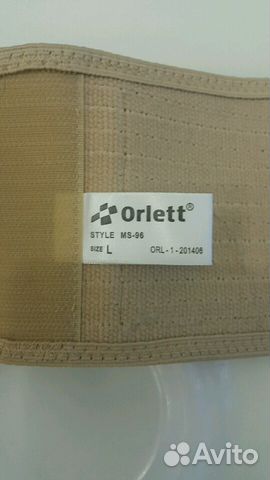 Orlett®
STYLE MS-96
SIZE L ORL-1-201406
Avito